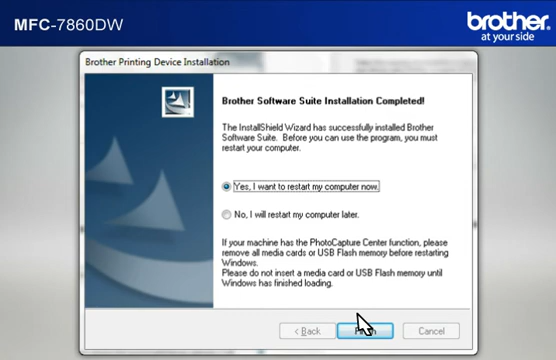 MFC-7860DW
brother
at your side
Brother Printing Device Installation
Brother Software Suite Installation Completed!
The InstallShield Wizard has successfully installed Brother
Software Suite. Before you can use the program, you must
restart your computer.
Yes, I want to restart my computer now.
No, I will restart my computer later.
If your machine has the PhotoCapture Center function, please
remove all media cards or USB Flash memory before restarting
Windows.
Please do not insert a media card or USB Flash memory until
Windows has finished loading.
< Back
Cancel